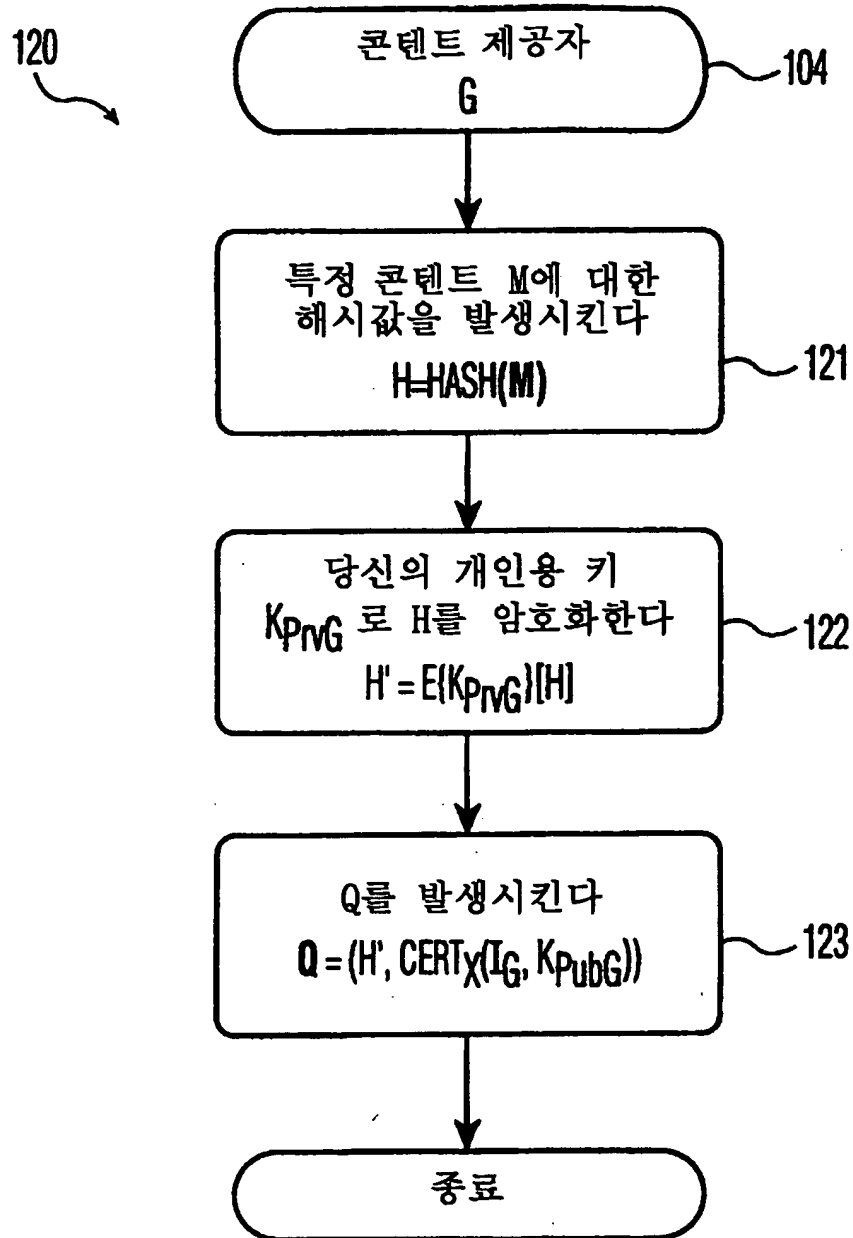 120
콘텐트 제공자
G
104
특정 콘텐트 M에 대한
해시값을 발생시킨다
H=HASH(M)
121
당신의 개인용 키
KPrvG 로 H를 암호화한다
H' = E{KPrvG}[H]
122
Q를 발생시킨다
Q = (H', CERTX(IG, KPubG))
123
종료